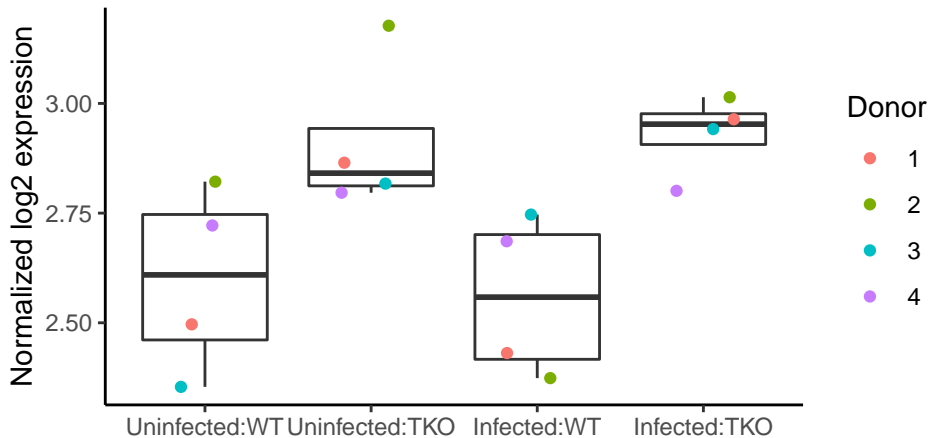 Normalized log2 expression
3.00
2.75
2.50
Uninfected:WT Uninfected:TKO Infected:WT Infected:TKO
Donor
1
2
3
4